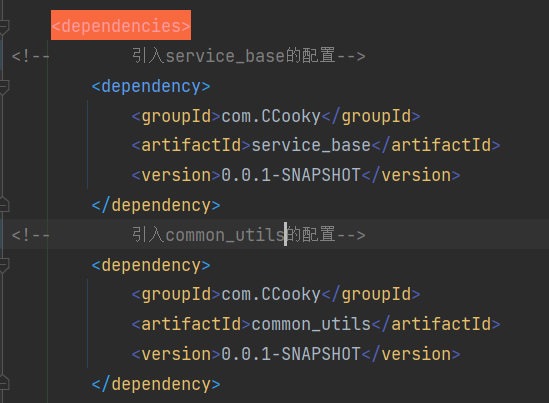 <dependencies>
<!--        引入service_base的配置-->
<dependency>
<groupId>com.CCooky</groupId>
<artifactId>service_base</artifactId>
<version>0.0.1-SNAPSHOT</version>
</dependency>
<!--        引入common_utils的配置-->
<dependency>
<groupId>com.CCooky</groupId>
<artifactId>common_utils</artifactId>
<version>0.0.1-SNAPSHOT</version>
</dependency>